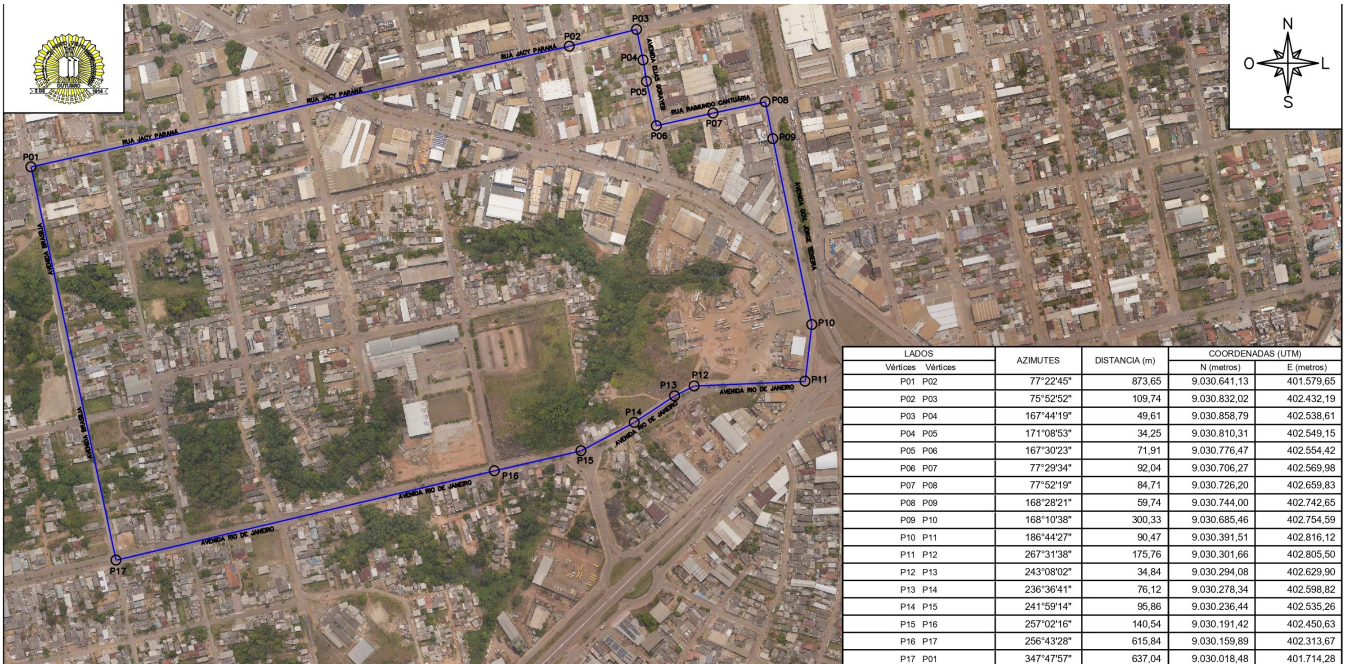 P03
P02
RUA JACY PARANÁ
P04
AVENIDA ELIAS GORAYEB
P05
RUA JACY PARANÁ
RUA RAIMUNDO CANTUÁRIA
P08
P07
P06
P09
RUA JACY PARANÁ
P01
N
O
L
S
AVENIDA BRASÍLIA
AVENIDA GOV. JORGE TEIXEIRA
P10
P11
P12
AVENIDA RIO DE JANEIRO
P13
P14
AVENIDA RIO DE JANEIRO
AVENIDA BRASÍLIA
P15
P16
AVENIDA RIO DE JANEIRO
AVENIDA RIO DE JANEIRO
P17
LADOS AZIMUTES DISTANCIA (m) COORDENADAS (UTM)
Vértices Vértices N (metros) E (metros)
P01 P02 77°22'45" 873,65 9.030.641,13 401.579,65
P02 P03 75°52'52" 109,74 9.030.832,02 402.432,19
P03 P04 167°44'19" 49,61 9.030.858,79 402.538,61
P04 P05 171°08'53" 34,25 9.030.810,31 402.549,15
P05 P06 167°30'23" 71,91 9.030.776,47 402.554,42
P06 P07 77°29'34" 92,04 9.030.706,27 402.569,98
P07 P08 77°52'19" 84,71 9.030.726,20 402.659,83
P08 P09 168°28'21" 59,74 9.030.744,00 402.742,65
P09 P10 168°10'38" 300,33 9.030.685,46 402.754,59
P10 P11 186°44'27" 90,47 9.030.391,51 402.816,12
P11 P12 267°31'38" 175,76 9.030.301,66 402.805,50
P12 P13 243°08'02" 34,84 9.030.294,08 402.629,90
P13 P14 236°36'41" 76,12 9.030.278,34 402.598,82
P14 P15 241°59'14" 95,86 9.030.236,44 402.535,26
P15 P16 257°02'16" 140,54 9.030.191,42 402.450,63
P16 P17 256°43'28" 615,84 9.030.159,89 402.313,67
P17 P01 347°47'57" 637,04 9.030.018,48 401.714,28